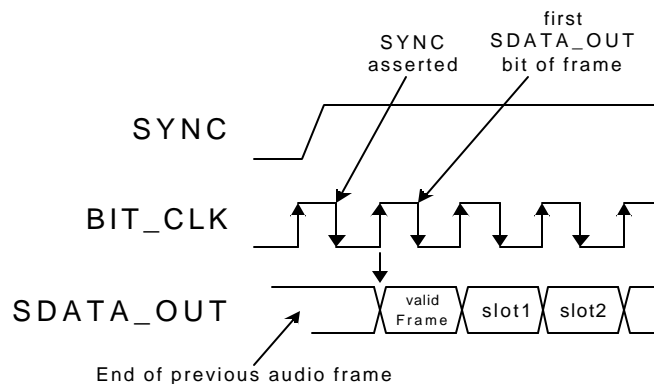 first
SYNC SDATA_OUT
asserted bit of frame
SYNC
BIT_CLK
SDATA_OUT valid Frame slot1 slot2
End of previous audio frame